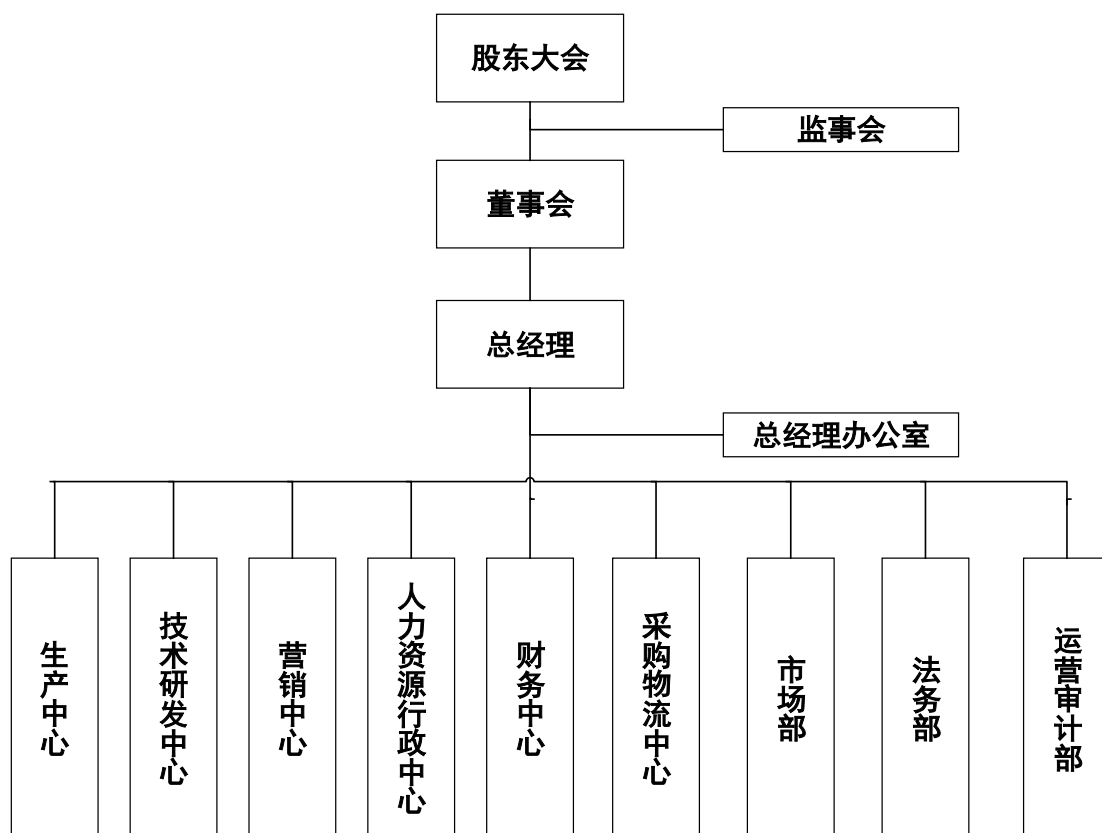 股东大会
监事会
董事会
总经理
总经理办公室
生产中心
技术研发中心
营销中心
人力资源行政中心
财务中心
采购物流中心
市场部
法务部
运营审计部